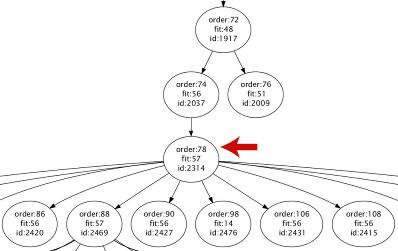 order:72
fit:48
id:1917
order:74
fit:56
id:2037
order:76
fit:51
id:2009
order:78
fit:57
id:2314
order:86
fit:56
id:2420
order:88
fit:57
id:2469
order:90
fit:56
id:2427
order:98
fit:14
id:2476
order:106
fit:56
id:2431
order:108
fit:56
id:2415